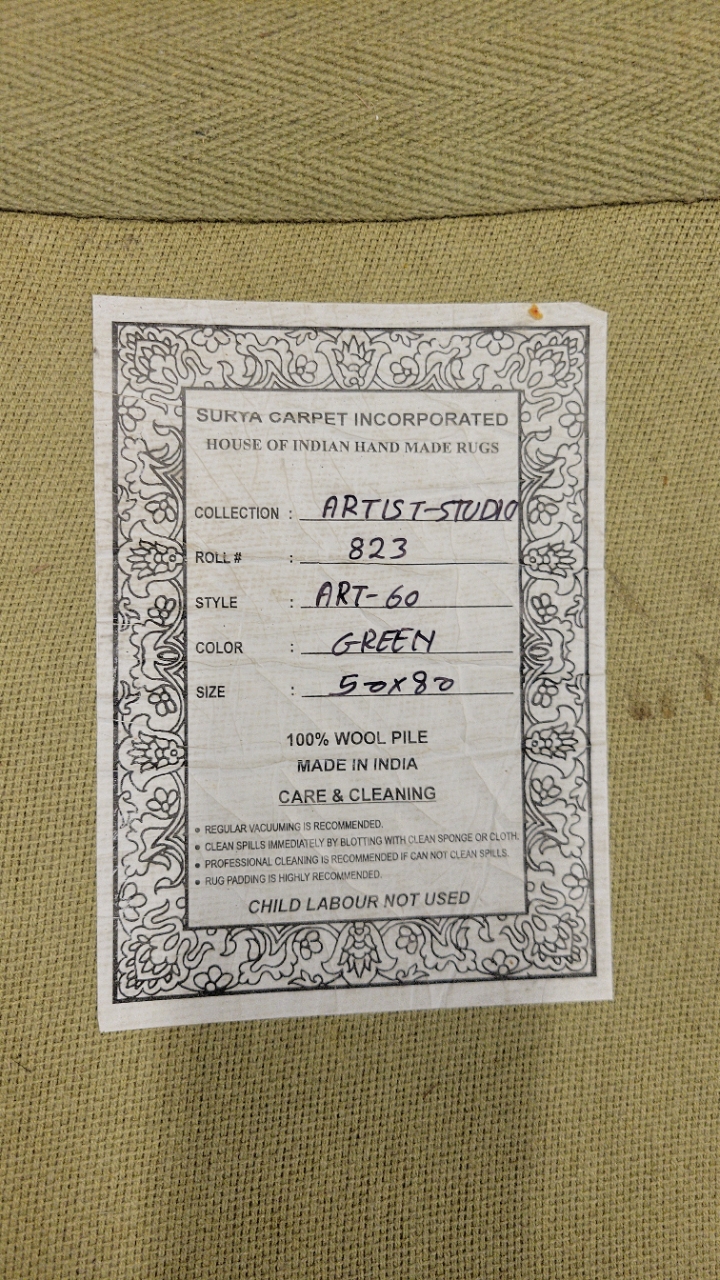 SURYA CARPET INCORPORATED
HOUSE OF INDIAN HAND MADE RUGS
COLLECTION : ARTIST-STUDIO
ROLL # : 823
STYLE : ART-60
COLOR : GREEN
SIZE : 50x80
100% WOOL PILE
MADE IN INDIA
CARE & CLEANING
• REGULAR VACUUMING IS RECOMMENDED.
• CLEAN SPILLS IMMEDIATELY BY BLOTTING WITH CLEAN SPONGE OR CLOTH.
• PROFESSIONAL CLEANING IS RECOMMENDED IF CAN NOT CLEAN SPILLS.
• RUG PADDING IS HIGHLY RECOMMENDED.
CHILD LABOUR NOT USED